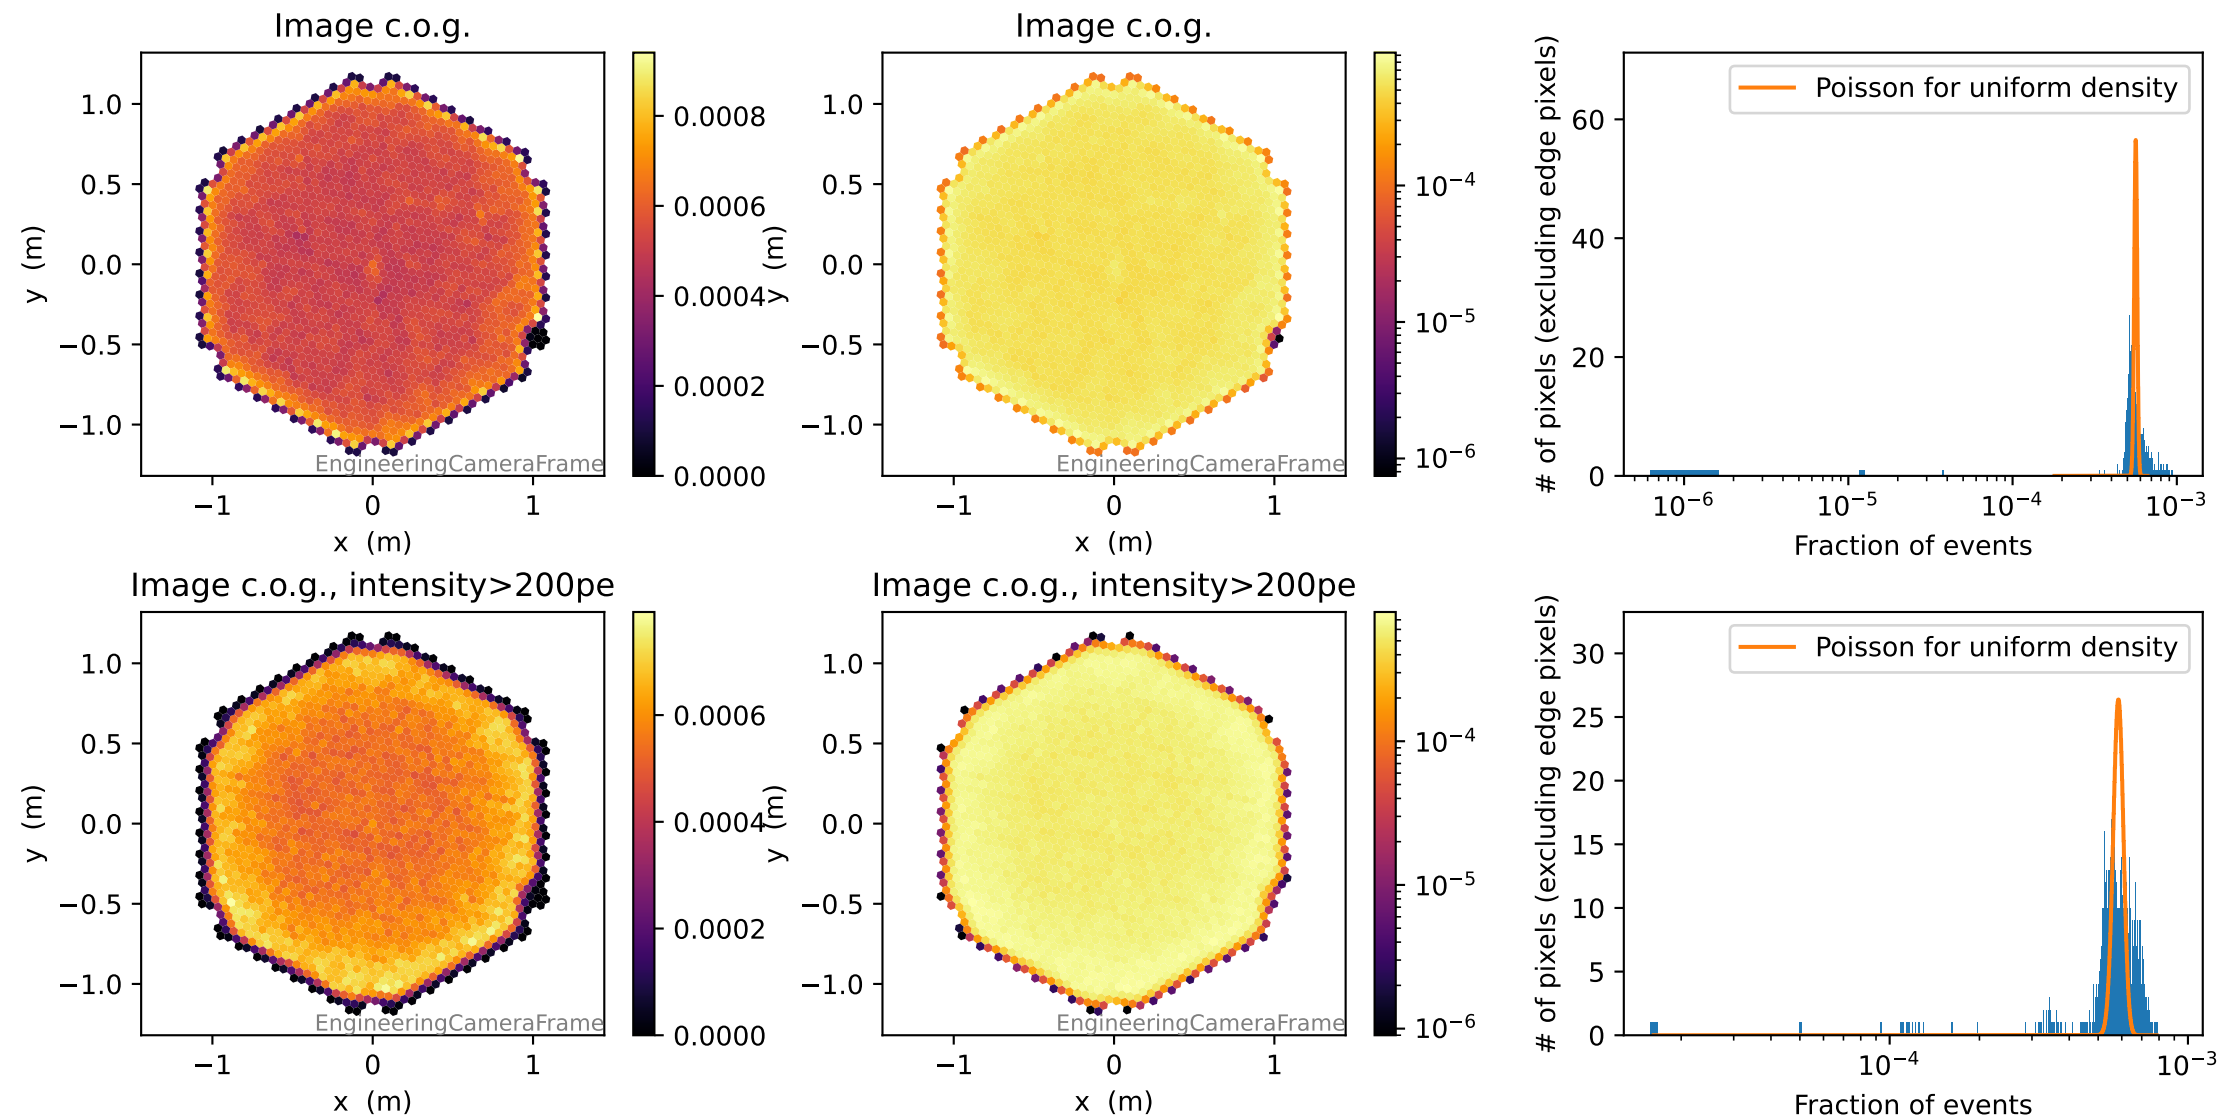 Image c.o.g.
1.0
0.5
0.0
−0.5
−1.0
y (m)
−1
0
1
x (m)
EngineeringCameraFrame
0.0008
0.0006
0.0004
0.0002
0.0000
Image c.o.g.
1.0
0.5
0.0
−0.5
−1.0
y (m)
−1
0
1
x (m)
EngineeringCameraFrame
10⁻⁴
10⁻⁵
10⁻⁶
Poisson for uniform density
# of pixels (excluding edge pixels)
60
40
20
0
10⁻⁶
10⁻⁵
10⁻⁴
10⁻³
Fraction of events
Image c.o.g., intensity>200pe
1.0
0.5
0.0
−0.5
−1.0
y (m)
−1
0
1
x (m)
EngineeringCameraFrame
0.0006
0.0004
0.0002
0.0000
Image c.o.g., intensity>200pe
1.0
0.5
0.0
−0.5
−1.0
y (m)
−1
0
1
x (m)
EngineeringCameraFrame
10⁻⁴
10⁻⁵
10⁻⁶
Poisson for uniform density
# of pixels (excluding edge pixels)
30
25
20
15
10
5
0
10⁻⁴
10⁻³
Fraction of events